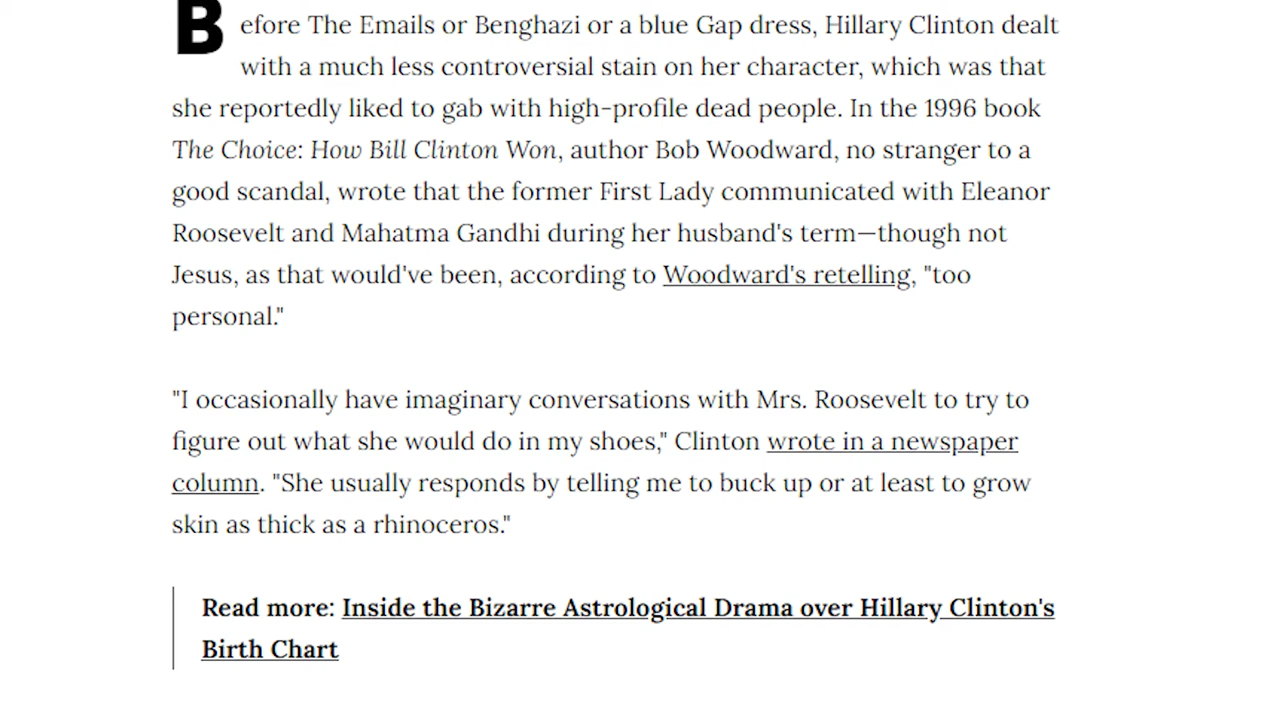 Before The Emails or Benghazi or a blue Gap dress, Hillary Clinton dealt
with a much less controversial stain on her character, which was that
she reportedly liked to gab with high-profile dead people. In the 1996 book
The Choice: How Bill Clinton Won, author Bob Woodward, no stranger to a
good scandal, wrote that the former First Lady communicated with Eleanor
Roosevelt and Mahatma Gandhi during her husband's term—though not
Jesus, as that would've been, according to Woodward's retelling, "too
personal."
"I occasionally have imaginary conversations with Mrs. Roosevelt to try to
figure out what she would do in my shoes," Clinton wrote in a newspaper
column. "She usually responds by telling me to buck up or at least to grow
skin as thick as a rhinoceros."
Read more: Inside the Bizarre Astrological Drama over Hillary Clinton's
Birth Chart